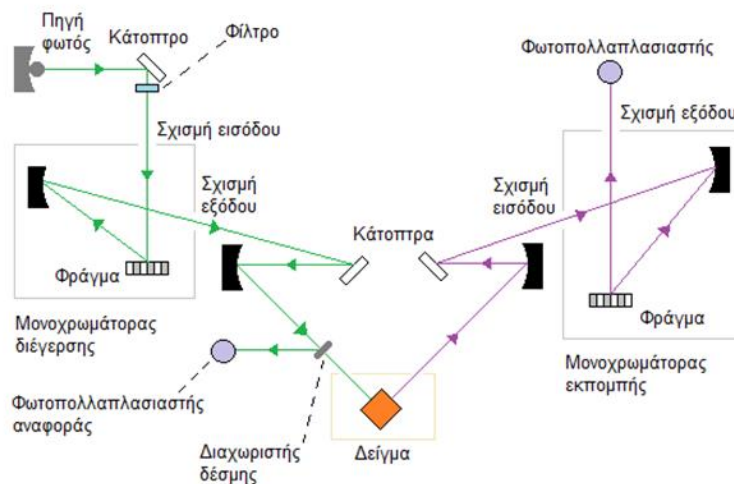 Πηγή
φωτός
Κάτοπτρο
Φίλτρο
Σχισμή εισόδου
Σχισμή
εξόδου
Φράγμα
Μονοχρωμάτορας
διέγερσης
Κάτοπτρα
Φωτοπολλαπλασιαστής
αναφοράς
Διαχωριστής
δέσμης
Δείγμα
Φωτοπολλαπλασιαστής
Σχισμή εξόδου
Σχισμή
εισόδου
Φράγμα
Μονοχρωμάτορας
εκπομπής